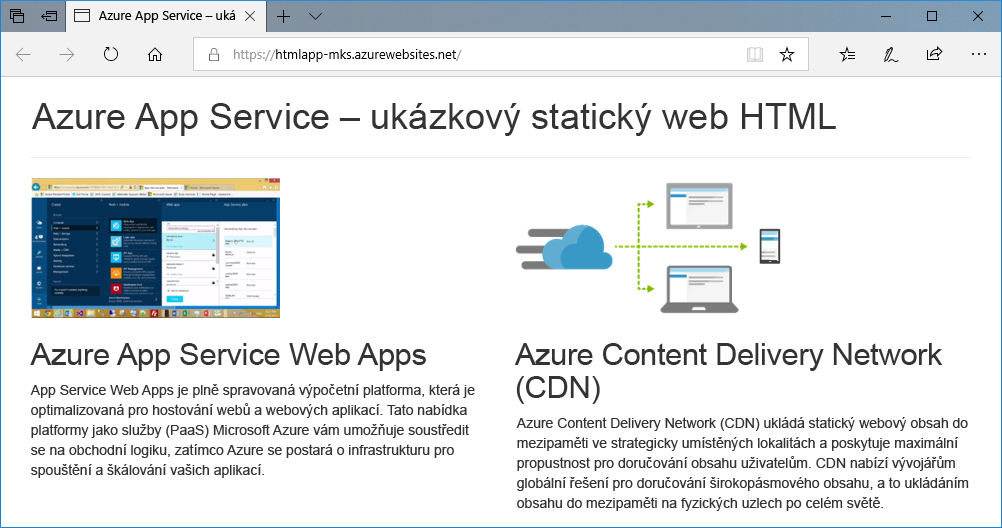 Azure App Service – uká
https://htmlapp-mks.azurewebsites.net/
Azure App Service – ukázkový statický web HTML
Azure App Service Web Apps
App Service Web Apps je plně spravovaná výpočetní platforma, která je
optimalizovaná pro hostování webů a webových aplikací. Tato nabídka
platformy jako služby (PaaS) Microsoft Azure vám umožňuje soustředit
se na obchodní logiku, zatímco Azure se postará o infrastrukturu pro
spouštění a škálování vašich aplikací.
Azure Content Delivery Network
(CDN)
Azure Content Delivery Network (CDN) ukládá statický webový obsah do
mezipaměti ve strategicky umístěných lokalitách a poskytuje maximální
propustnost pro doručování obsahu uživatelům. CDN nabízí vývojářům
globální řešení pro doručování širokopásmového obsahu, a to ukládáním
obsahu do mezipaměti na fyzických uzlech po celém světě.